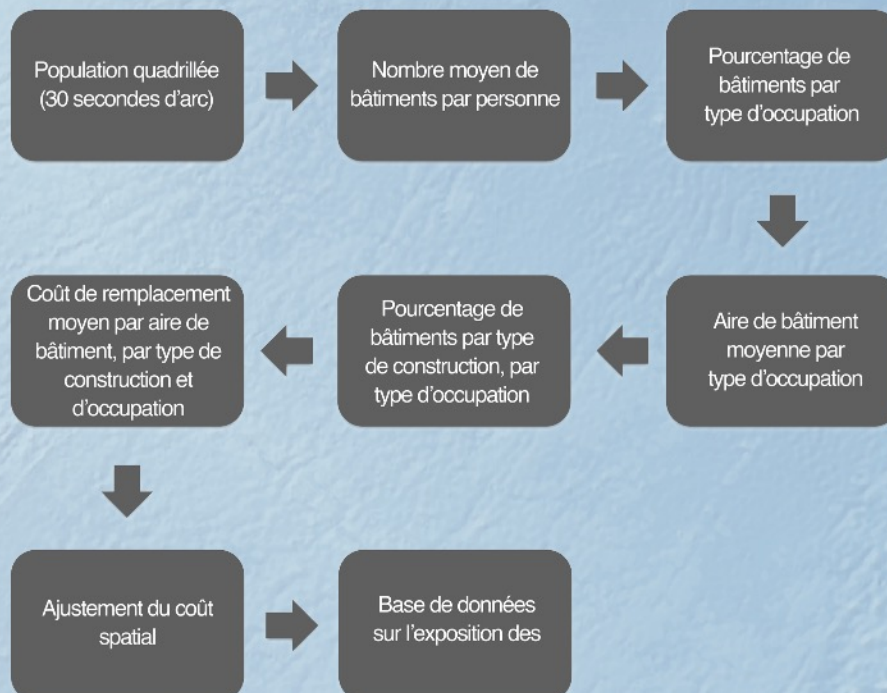 Population quadrillée
(30 secondes d'arc)
Nombre moyen de
bâtiments par personne
Pourcentage de
bâtiments par
type d'occupation
Aire de bâtiment
moyenne par
type d'occupation
Pourcentage de
bâtiments par type
de construction, par
type d'occupation
Coût de remplacement
moyen par aire de
bâtiment, par type de
construction et
d'occupation
Ajustement du coût
spatial
Base de données
sur l'exposition des